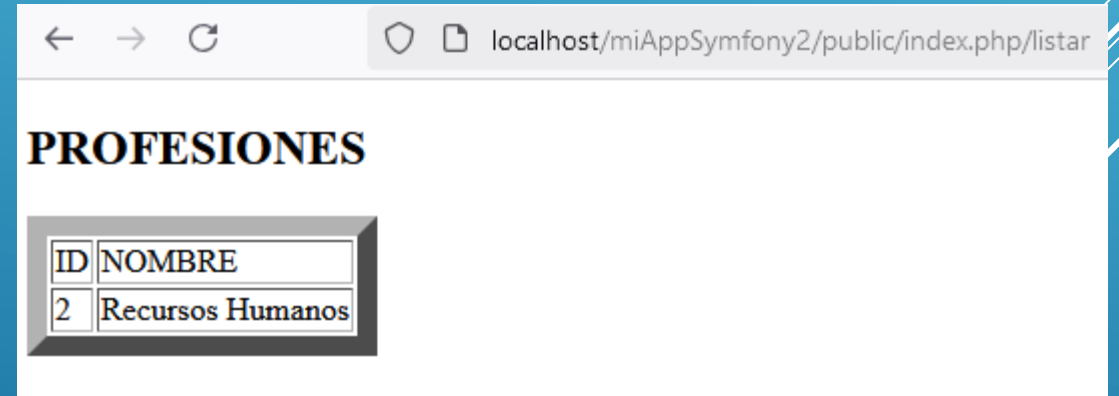 localhost/miAppSymfony2/public/index.php/listar
PROFESIONES
ID NOMBRE
2 Recursos Humanos